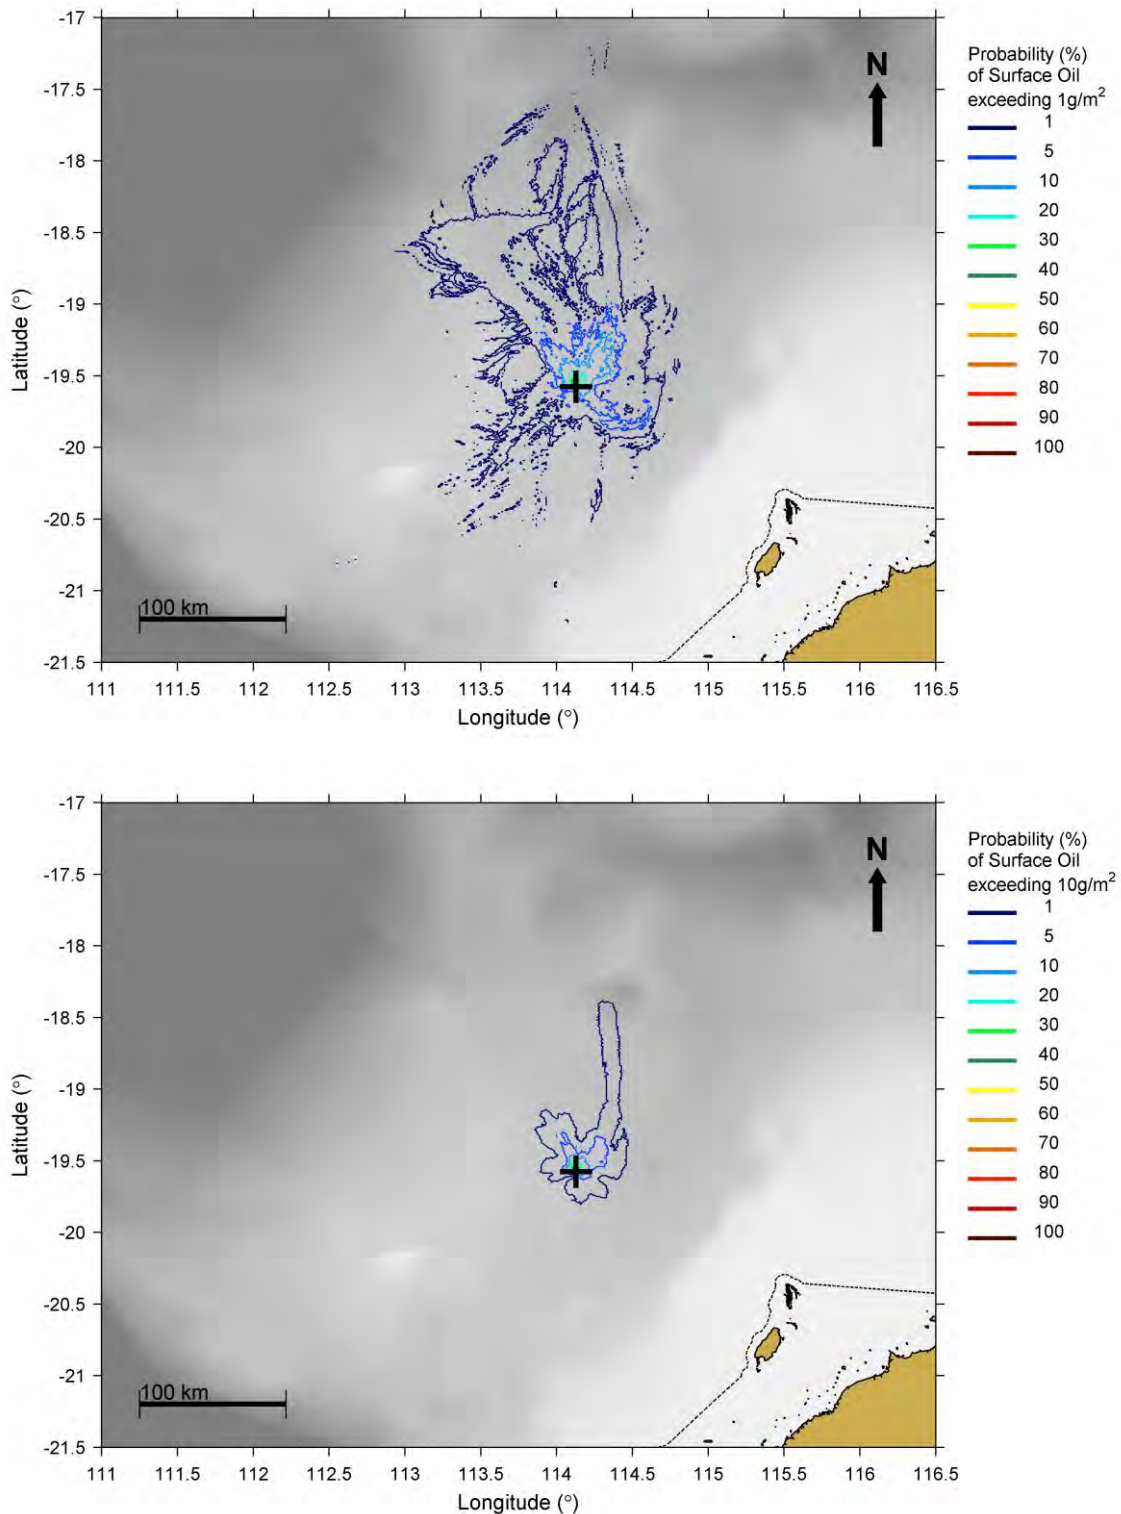 -17
-17.5
-18
-18.5
-19
-19.5
-20
-20.5
-21
-21.5
Latitude (°)
N
100 km
111 111.5 112 112.5 113 113.5 114 114.5 115 115.5 116 116.5
Longitude (°)
Probability (%)
of Surface Oil
exceeding 1g/m²
1
5
10
20
30
40
50
60
70
80
90
100
-17
-17.5
-18
-18.5
-19
-19.5
-20
-20.5
-21
-21.5
Latitude (°)
N
100 km
111 111.5 112 112.5 113 113.5 114 114.5 115 115.5 116 116.5
Longitude (°)
Probability (%)
of Surface Oil
exceeding 10g/m²
1
5
10
20
30
40
50
60
70
80
90
100